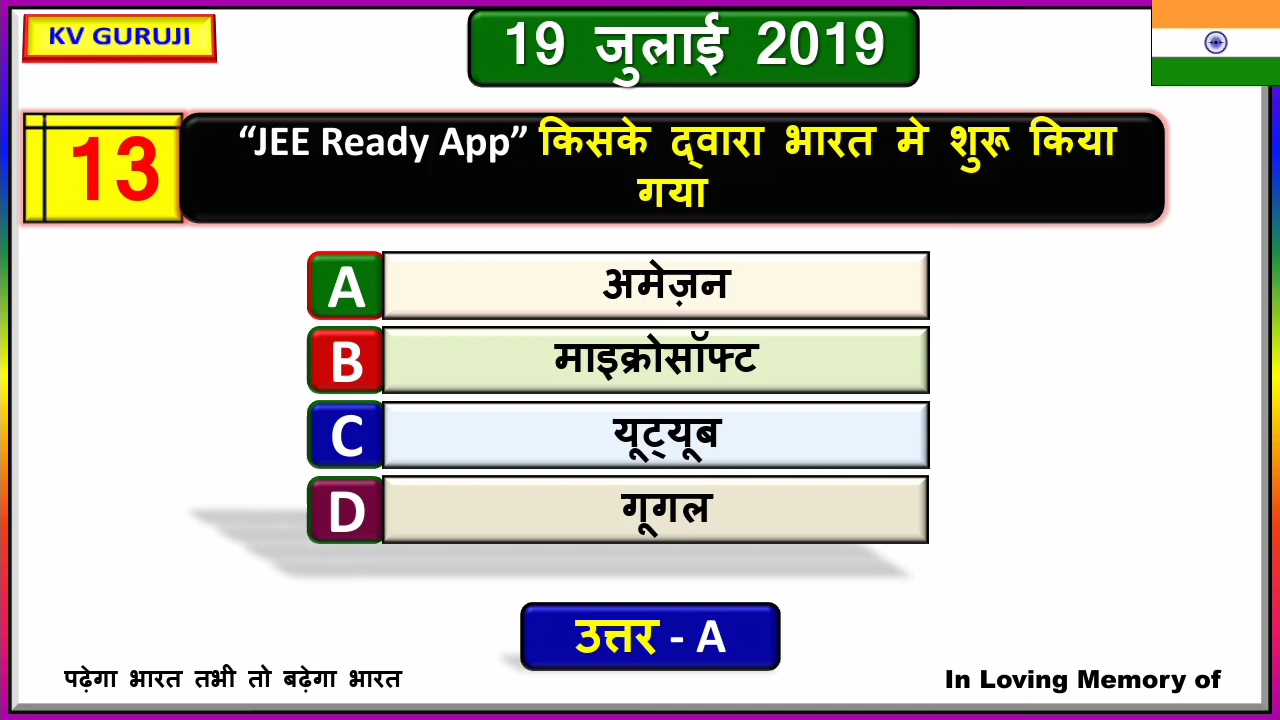 KV GURUJI
19 जुलाई 2019
13
“JEE Ready App” किसके द्वारा भारत मे शुरू किया
गया
A अमेज़न
B माइक्रोसॉफ्ट
C यूट्यूब
D गूगल
उत्तर - A
पढ़ेगा भारत तभी तो बढ़ेगा भारत
In Loving Memory of